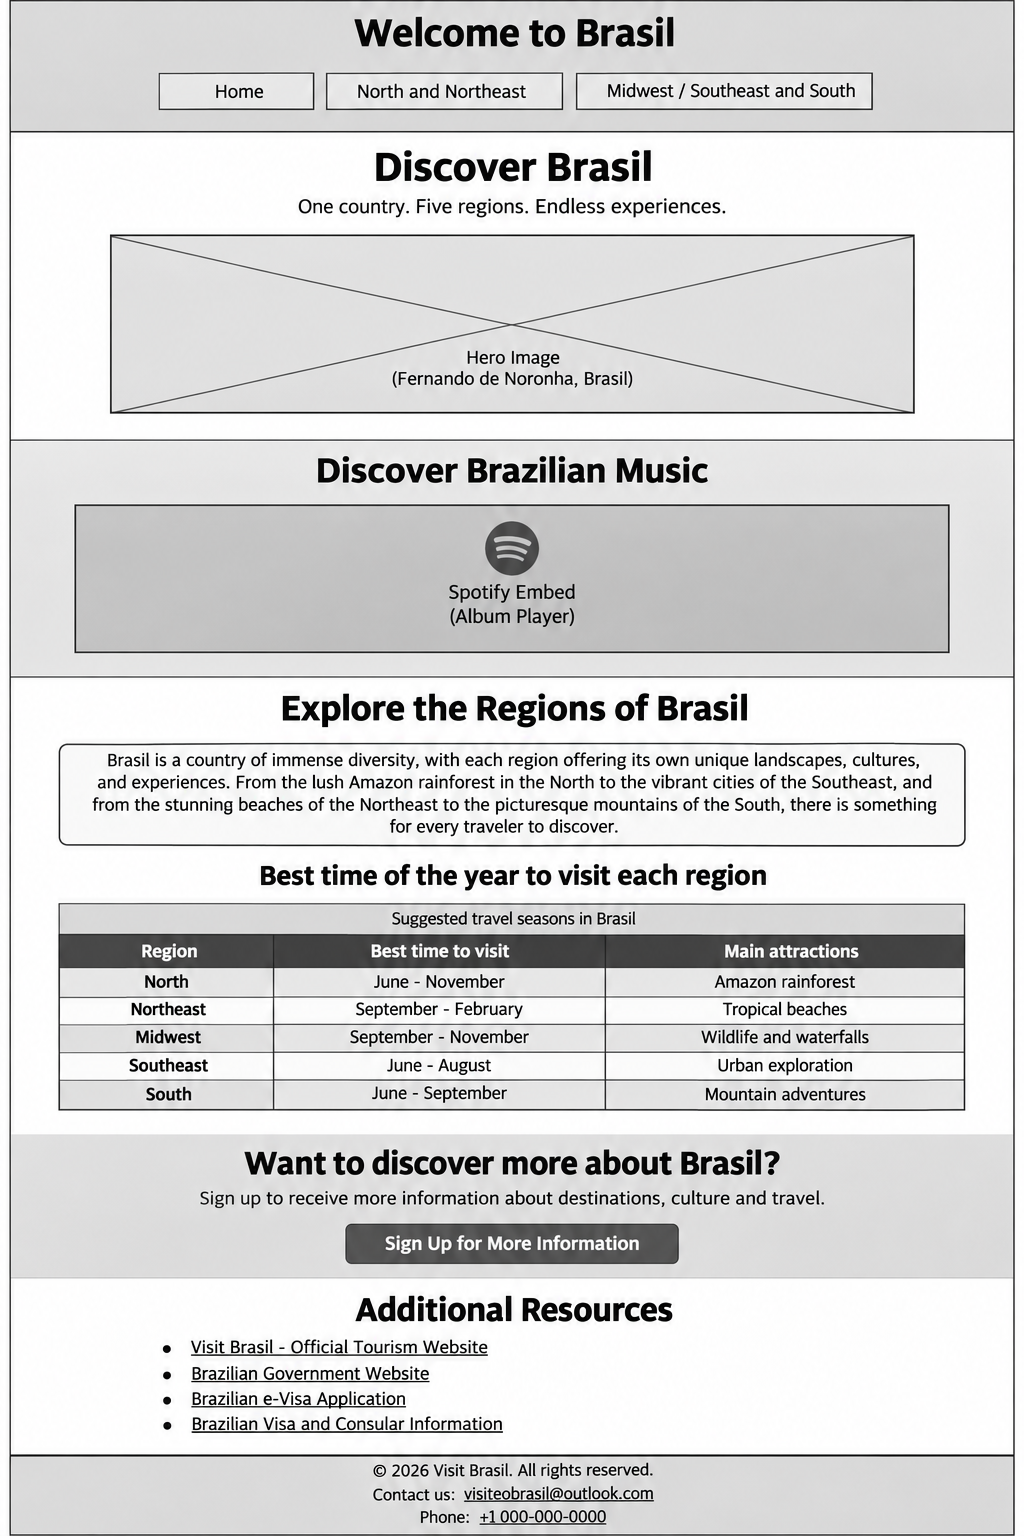 Welcome to Brasil
Home
North and Northeast
Midwest / Southeast and South
Discover Brasil
One country. Five regions. Endless experiences.
Hero Image
(Fernando de Noronha, Brasil)
Discover Brazilian Music
Spotify Embed
(Album Player)
Explore the Regions of Brasil
Brasil is a country of immense diversity, with each region offering its own unique landscapes, cultures,
and experiences. From the lush Amazon rainforest in the North to the vibrant cities of the Southeast, and
from the stunning beaches of the Northeast to the picturesque mountains of the South, there is something
for every traveler to discover.
Best time of the year to visit each region
Suggested travel seasons in Brasil
Region Best time to visit Main attractions
North June - November Amazon rainforest
Northeast September - February Tropical beaches
Midwest September - November Wildlife and waterfalls
Southeast June - August Urban exploration
South June - September Mountain adventures
Want to discover more about Brasil?
Sign up to receive more information about destinations, culture and travel.
Sign Up for More Information
Additional Resources
• Visit Brasil - Official Tourism Website
• Brazilian Government Website
• Brazilian e-Visa Application
• Brazilian Visa and Consular Information
© 2026 Visit Brasil. All rights reserved.
Contact us: visiteobrasil@outlook.com
Phone: +1 000-000-0000